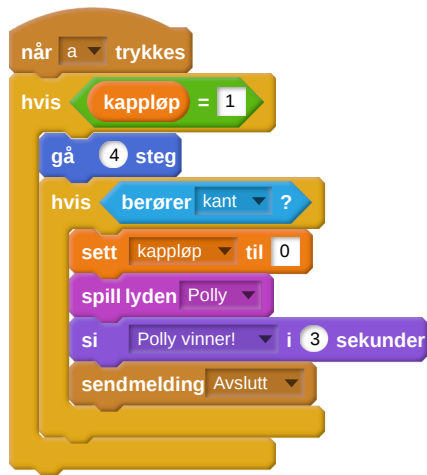 når a trykkes
hvis kappløp = 1
gå 4 steg
hvis berører kant ?
sett kappløp til 0
spill lyden Polly
si Polly vinner! i 3 sekunder
sendmelding Avslutt